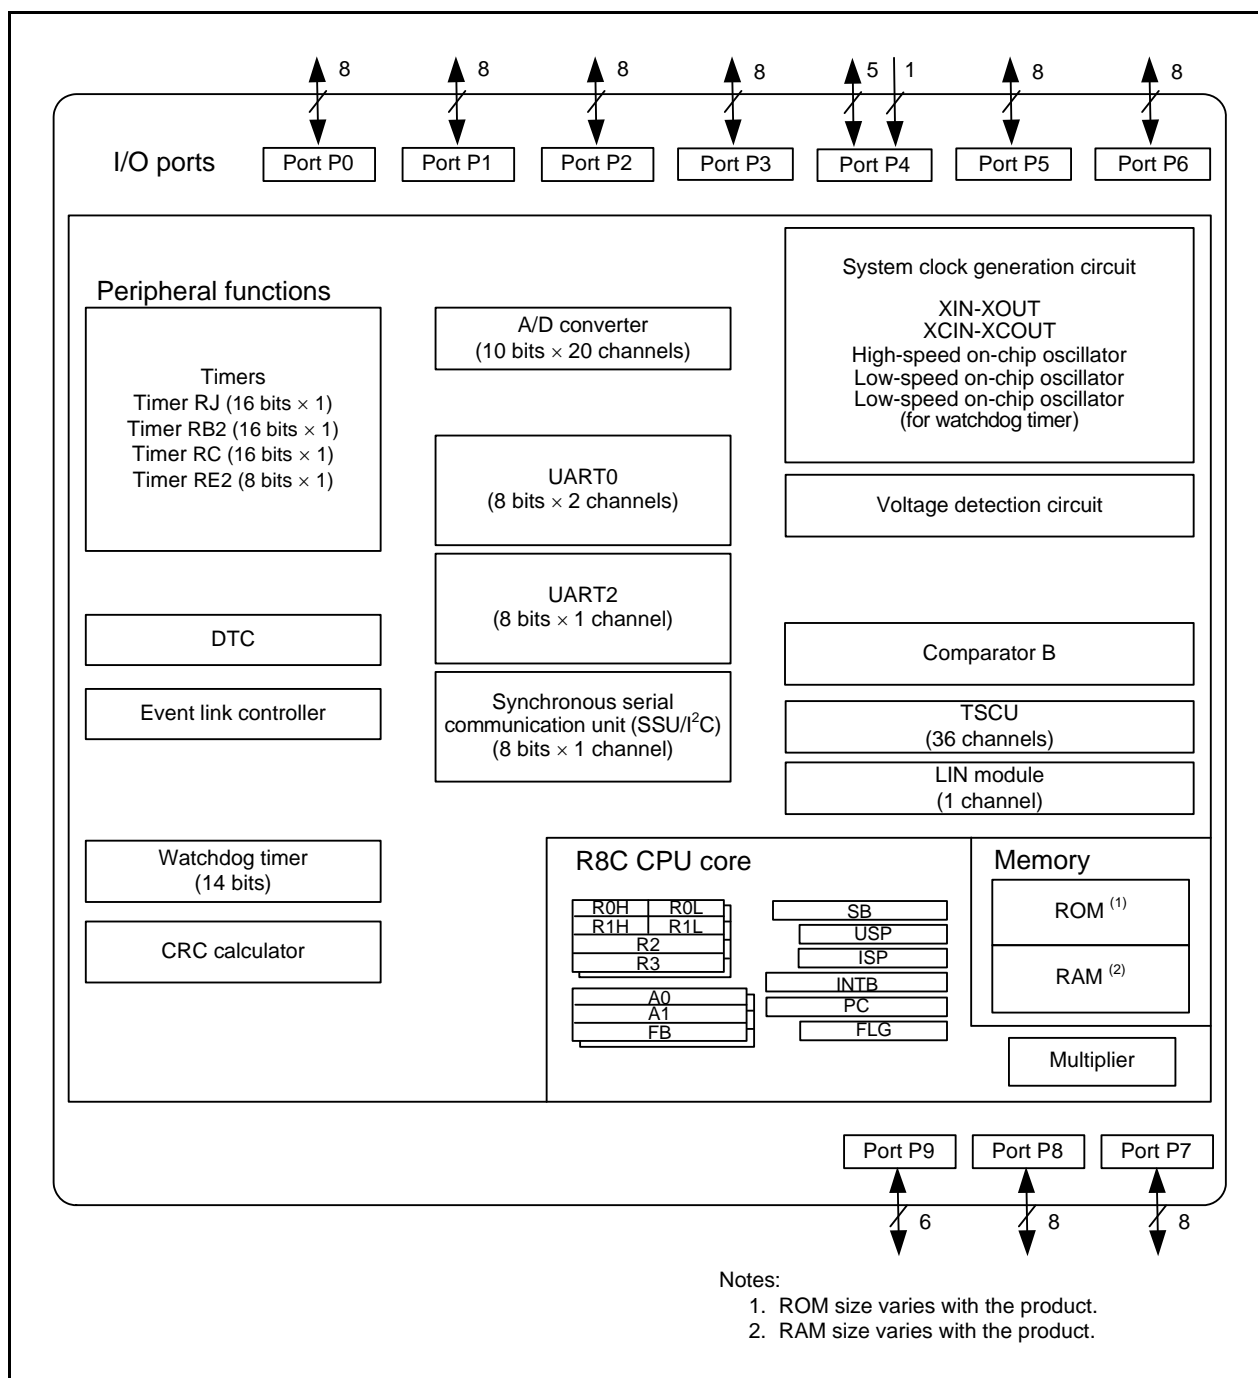 8 8 8 8 5 1 8 8
I/O ports
Port P0 Port P1 Port P2 Port P3 Port P4 Port P5 Port P6
Peripheral functions
Timers
Timer RJ (16 bits × 1)
Timer RB2 (16 bits × 1)
Timer RC (16 bits × 1)
Timer RE2 (8 bits × 1)
DTC
Event link controller
Watchdog timer
(14 bits)
CRC calculator
A/D converter
(10 bits × 20 channels)
UART0
(8 bits × 2 channels)
UART2
(8 bits × 1 channel)
Synchronous serial
communication unit (SSU/I²C)
(8 bits × 1 channel)
System clock generation circuit
XIN-XOUT
XCIN-XCOUT
High-speed on-chip oscillator
Low-speed on-chip oscillator
Low-speed on-chip oscillator
(for watchdog timer)
Voltage detection circuit
Comparator B
TSCU
(36 channels)
LIN module
(1 channel)
R8C CPU core
R0H R0L
R1H R1L
R2
R3
A0
A1
FB
SB
USP
ISP
INTB
PC
FLG
Memory
ROM (1)
RAM (2)
Multiplier
Port P9 Port P8 Port P7
6 8 8
Notes:
1. ROM size varies with the product.
2. RAM size varies with the product.